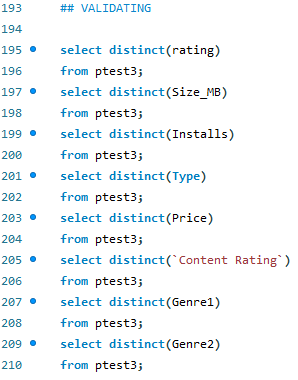 193 ## VALIDATING
194
195 select distinct(rating)
196 from ptest3;
197 select distinct(Size_MB)
198 from ptest3;
199 select distinct(Installs)
200 from ptest3;
201 select distinct(Type)
202 from ptest3;
203 select distinct(Price)
204 from ptest3;
205 select distinct(`Content Rating`)
206 from ptest3;
207 select distinct(Genre1)
208 from ptest3;
209 select distinct(Genre2)
210 from ptest3;